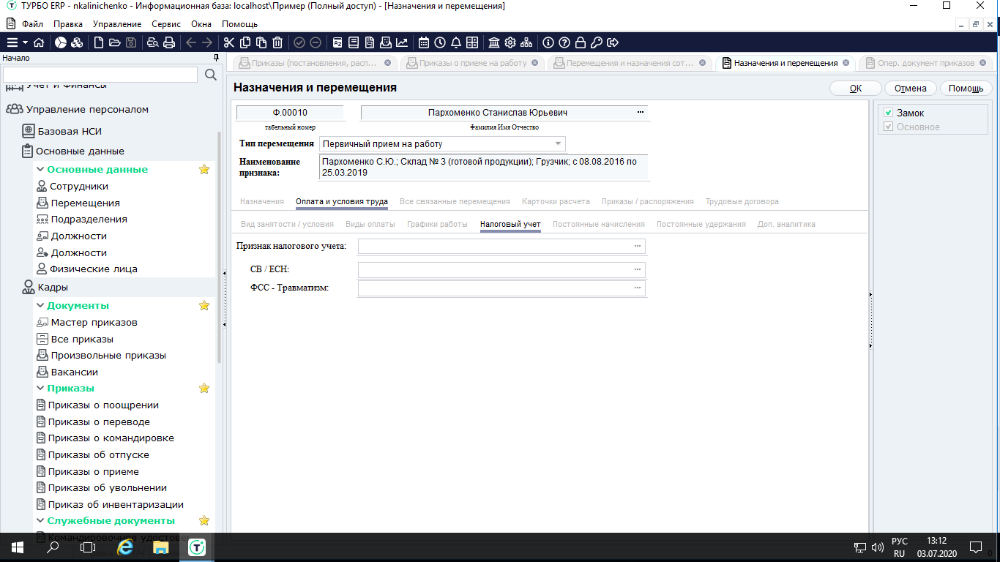 ТУРБО ERP - nkalinichenko - Информационная база: localhost\Пример (Полный доступ) - [Назначения и перемещения]
Файл Правка Управление Сервис Окна Помощь
Начало
Приказы (постановления, расп... Приказы о приеме на работу Перемещения и назначения сот... Назначения и перемещения Опер. документ приказов
Учет и Финансы
Управление персоналом
Базовая НСИ
Основные данные
Основные данные
Сотрудники
Перемещения
Подразделения
Должности
Должности
Физические лица
Кадры
Документы
Мастер приказов
Все приказы
Произвольные приказы
Вакансии
Приказы
Приказы о поощрении
Приказы о переводе
Приказы о командировке
Приказы об отпуске
Приказы о приеме
Приказы об увольнении
Приказ об инвентаризации
Служебные документы
Командировочное удостовер
Назначения и перемещения
ОК Отмена Помощь
Ф.00010 Пархоменко Станислав Юрьевич ...
табельный номер Фамилия Имя Отчество
Тип перемещения Первичный прием на работу
Наименование признака: Пархоменко С.Ю.; Склад № 3 (готовой продукции); Грузчик; с 08.08.2016 по
25.03.2019
Назначения Оплата и условия труда Все связанные перемещения Карточки расчета Приказы / распоряжения Трудовые договора
Вид занятости / условия Виды оплаты Графики работы Налоговый учет Постоянные начисления Постоянные удержания Доп. аналитика
Признак налогового учета: ...
СВ / ЕСН: ...
ФСС - Травматизм: ...
Замок
Основное
РУС
RU
13:12
03.07.2020